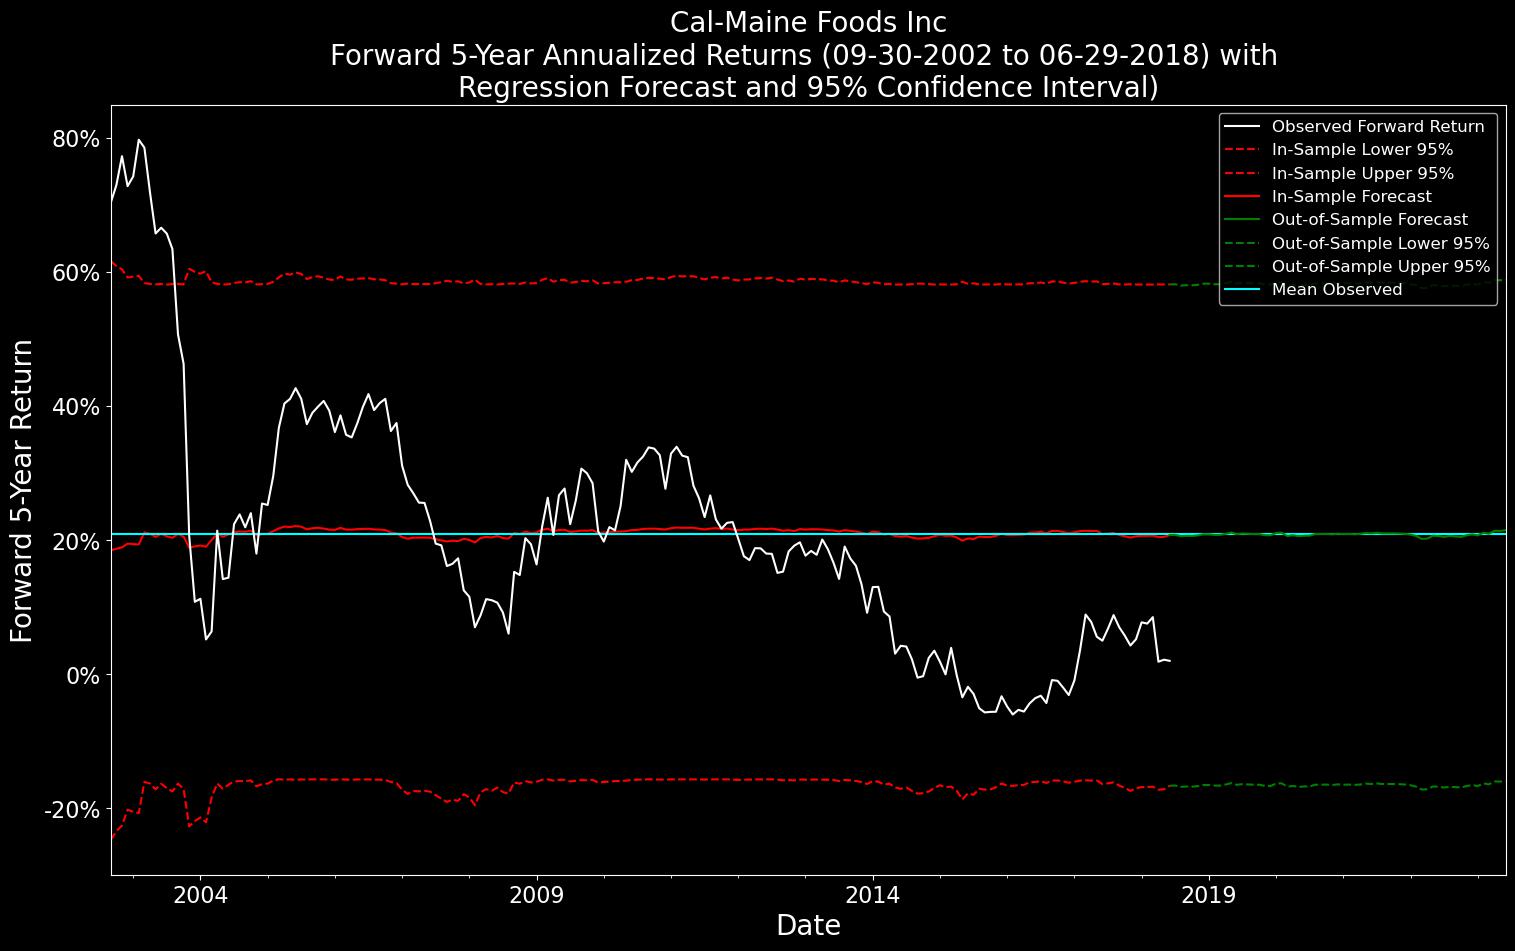 Cal-Maine Foods Inc
Forward 5-Year Annualized Returns (09-30-2002 to 06-29-2018) with
Regression Forecast and 95% Confidence Interval)
Observed Forward Return
In-Sample Lower 95%
In-Sample Upper 95%
In-Sample Forecast
Out-of-Sample Forecast
Out-of-Sample Lower 95%
Out-of-Sample Upper 95%
Mean Observed
Forward 5-Year Return
80%
60%
40%
20%
0%
-20%
2004
2009
2014
2019
Date